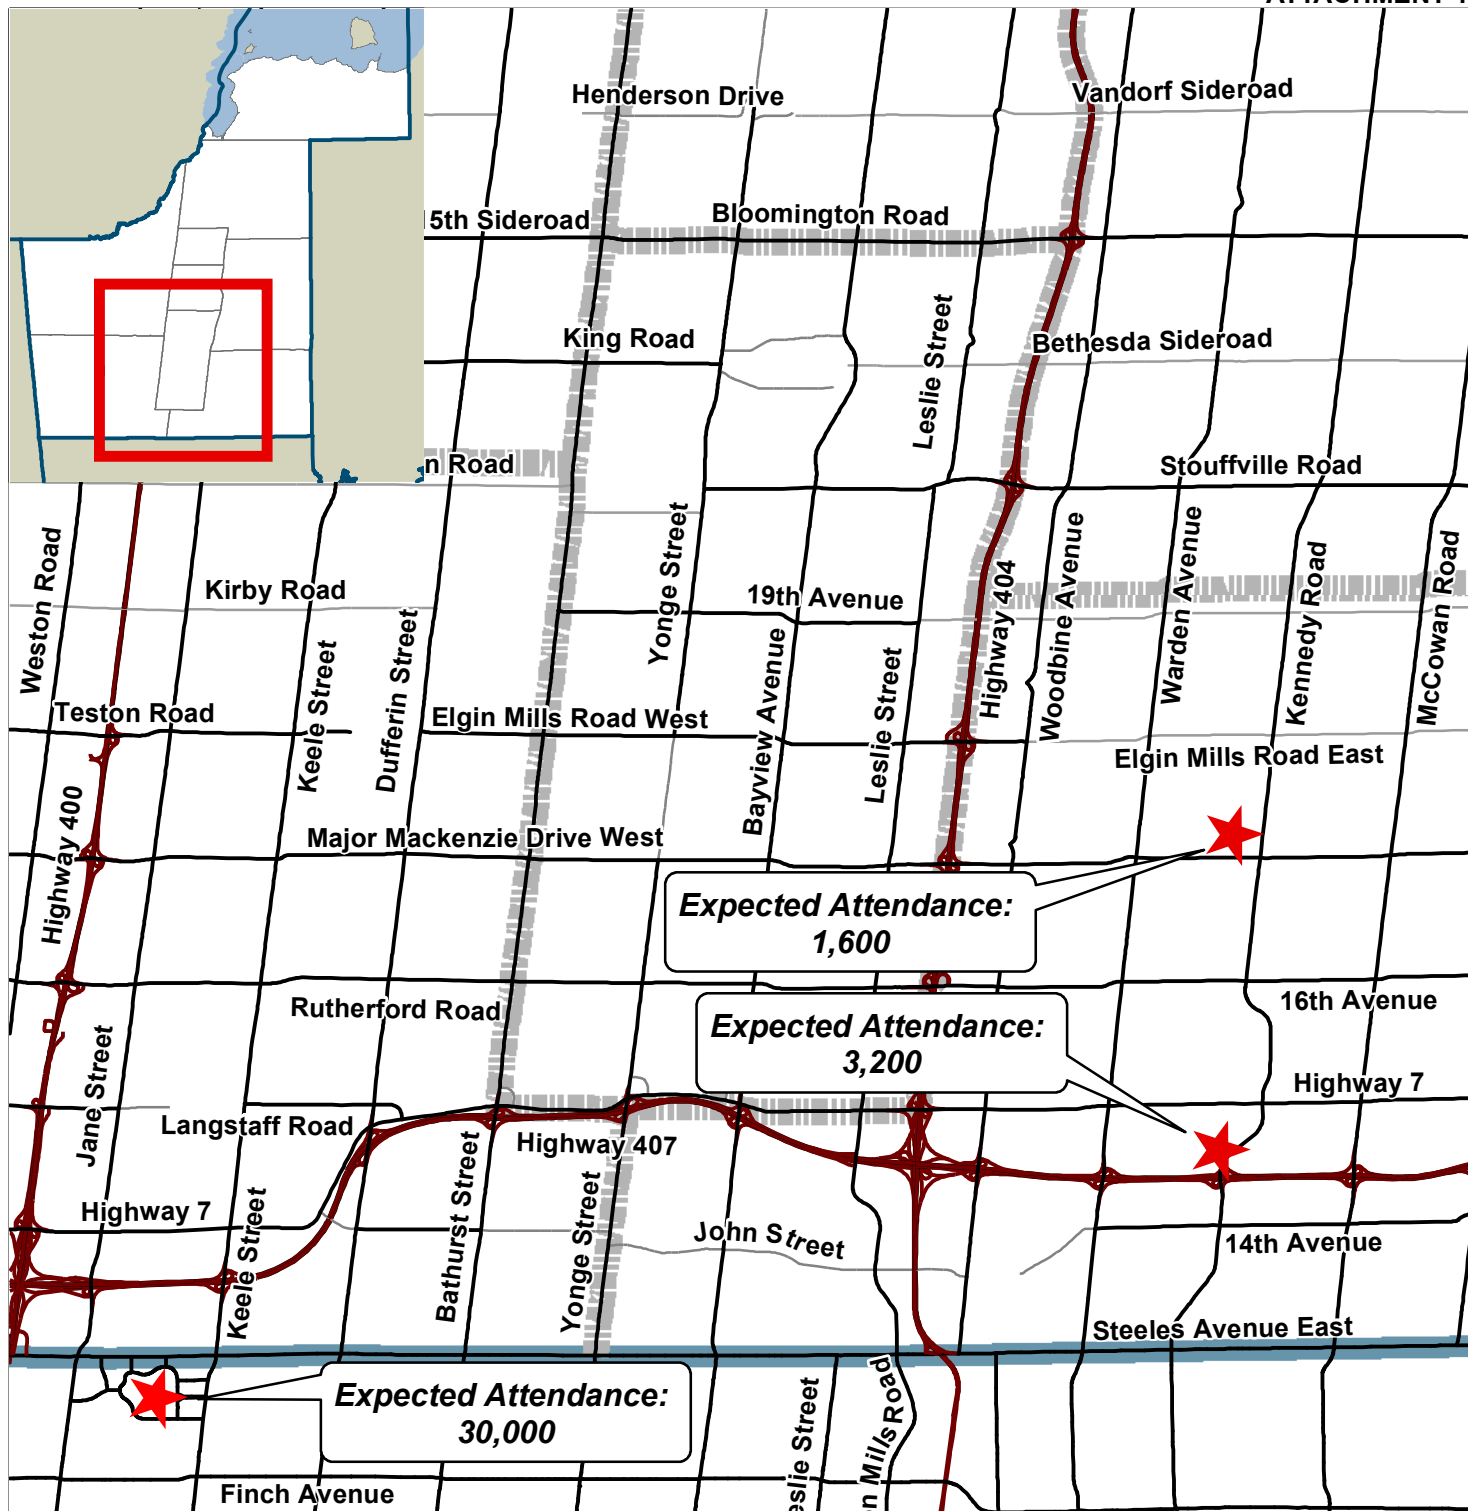 Henderson Drive
Vandorf Sideroad
15th Sideroad
Bloomington Road
King Road
Leslie Street
Bethesda Sideroad
n Road
Stouffville Road
Weston Road
Kirby Road
Keele Street
Dufferin Street
Yonge Street
19th Avenue
Bayview Avenue
Leslie Street
Highway 404
Woodbine Avenue
Warden Avenue
Kennedy Road
McCowan Road
Teston Road
Elgin Mills Road West
Elgin Mills Road East
Highway 400
Major Mackenzie Drive West
Expected Attendance:
1,600
Rutherford Road
16th Avenue
Expected Attendance:
3,200
Jane Street
Langstaff Road
Highway 407
Highway 7
Highway 7
Keele Street
Bathurst Street
Yonge Street
John Street
14th Avenue
Steeles Avenue East
Expected Attendance:
30,000
eslie Street
n Mills Road
Finch Avenue